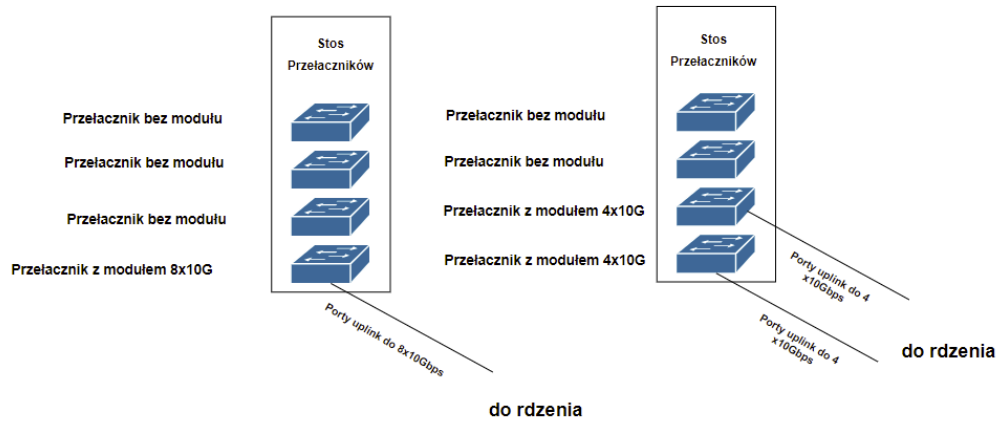 Stos
Przełaczników
Przełacznik bez modułu
Przełacznik bez modułu
Przełacznik bez modułu
Przełacznik z modułem 8x10G
Porty uplink do 8x10Gbps
do rdzenia
Stos
Przełaczników
Przełacznik bez modułu
Przełacznik bez modułu
Przełacznik z modułem 4x10G
Przełacznik z modułem 4x10G
Porty uplink do 4
x10Gbps
Porty uplink do 4
x10Gbps
do rdzenia